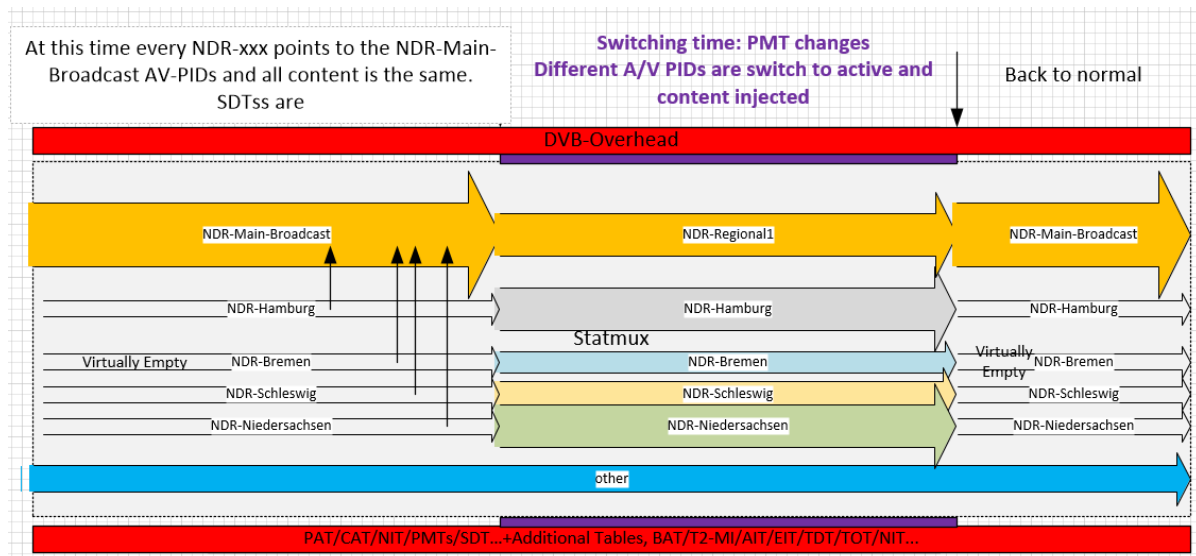 At this time every NDR-xxx points to the NDR-Main-
Broadcast AV-PIDs and all content is the same.
SDTss are
Switching time: PMT changes
Different A/V PIDs are switch to active and
content injected
Back to normal
DVB-Overhead
NDR-Main-Broadcast
NDR-Regional1
NDR-Main-Broadcast
NDR-Hamburg
NDR-Hamburg
NDR-Hamburg
Statmux
Virtually Empty
NDR-Bremen
NDR-Bremen
Virtually
Empty
NDR-Bremen
NDR-Schleswig
NDR-Schleswig
NDR-Schleswig
NDR-Niedersachsen
NDR-Niedersachsen
NDR-Niedersachsen
other
PAT/CAT/NIT/PMTs/SDT...+Additional Tables, BAT/T2-MI/AIT/EIT/TDT/TOT/NIT...